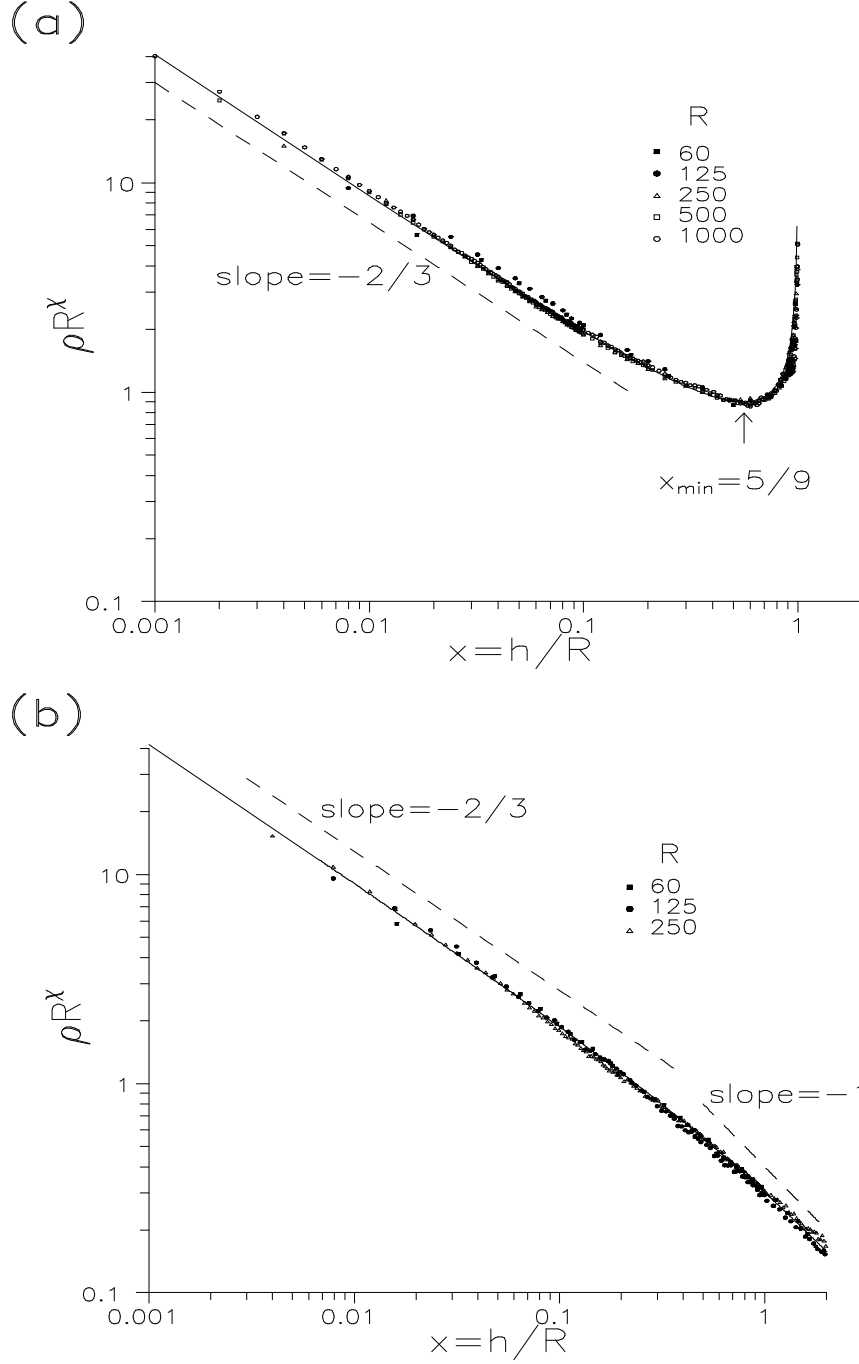 (a)
R
60
125
250
500
1000
10
slope=−2/3
ρR^χ
1
x_min=5/9
0.1
0.001 0.01 0.1 1
x=h/R
(b)
slope=−2/3
R
60
125
250
10
ρR^χ
1
slope=−1
0.1
0.001 0.01 0.1 1
x=h/R